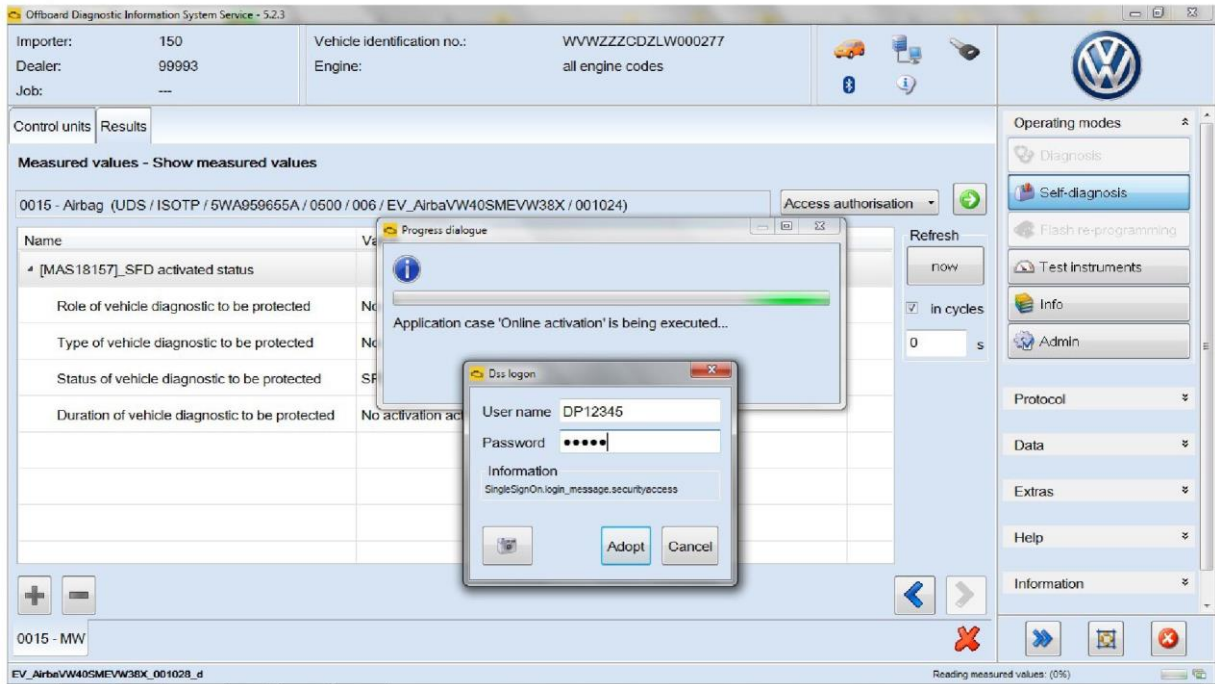 Offboard Diagnostic Information System Service - 5.2.3
Importer: 150
Dealer: 99993
Job: ---
Vehicle identification no.: WVWZZZCDZLW000277
Engine: all engine codes
Control units Results
Measured values - Show measured values
0015 - Airbag (UDS / ISOTP / 5WA959655A / 0500 / 006 / EV_AirbaVW40SMEVW38X / 001024)
Access authorisation
Name
[MAS18157]_SFD activated status
Role of vehicle diagnostic to be protected
Type of vehicle diagnostic to be protected
Status of vehicle diagnostic to be protected
Duration of vehicle diagnostic to be protected No activation
Progress dialogue
Application case 'Online activation' is being executed...
Dss logon
User name DP12345
Password •••••
Information
SingleSignOn.login_message.securityaccess
Adopt Cancel
Refresh
now
in cycles
0 s
0015 - MW
EV_AirbaVW40SMEVW38X_001028_d
Reading measured values: (0%)
Operating modes
Diagnosis
Self-diagnosis
Flash re-programming
Test instruments
Info
Admin
Protocol
Data
Extras
Help
Information